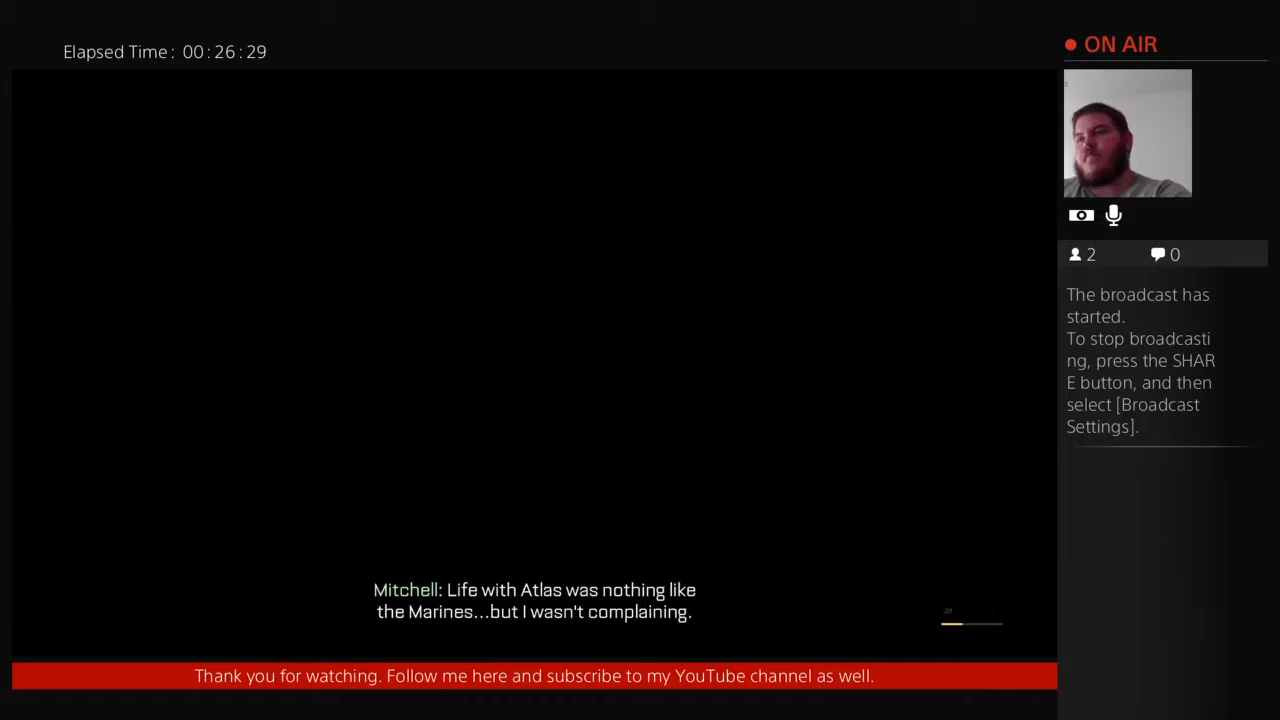 Elapsed Time: 00:26:29
ON AIR
2 0
The broadcast has
started.
To stop broadcasti
ng, press the SHAR
E button, and then
select [Broadcast
Settings].
Mitchell: Life with Atlas was nothing like
the Marines...but I wasn't complaining.
Thank you for watching. Follow me here and subscribe to my YouTube channel as well.